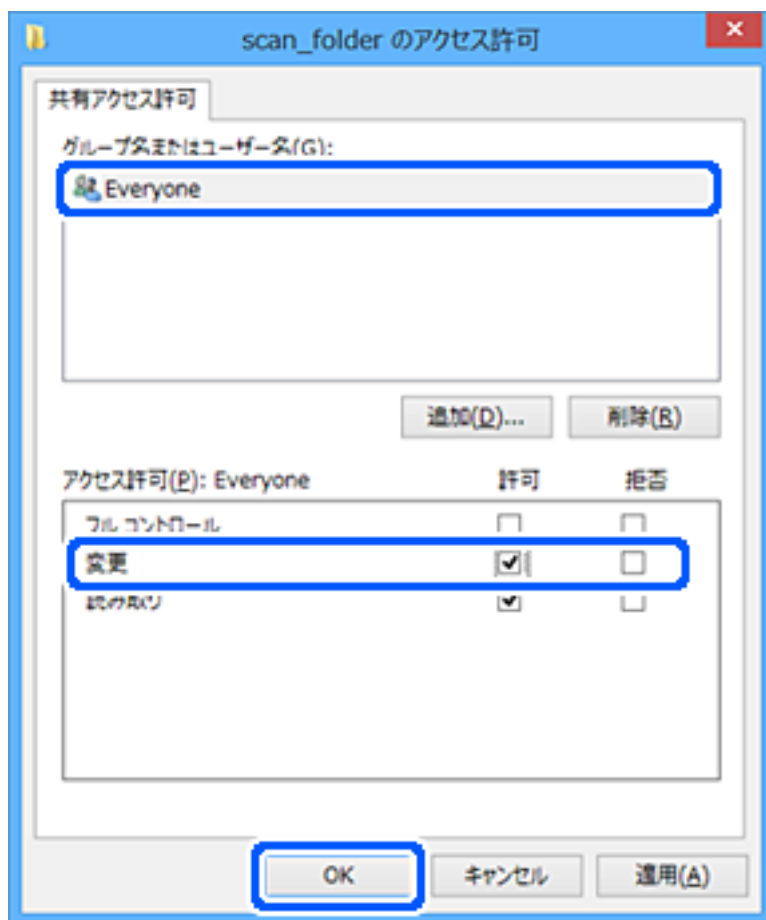 scan_folder のアクセス許可
共有アクセス許可
グループ名またはユーザー名(G):
Everyone
追加(D)... 削除(R)
アクセス許可(P): Everyone 許可 拒否
フル コントロール
変更
読み取り
OK キャンセル 適用(A)